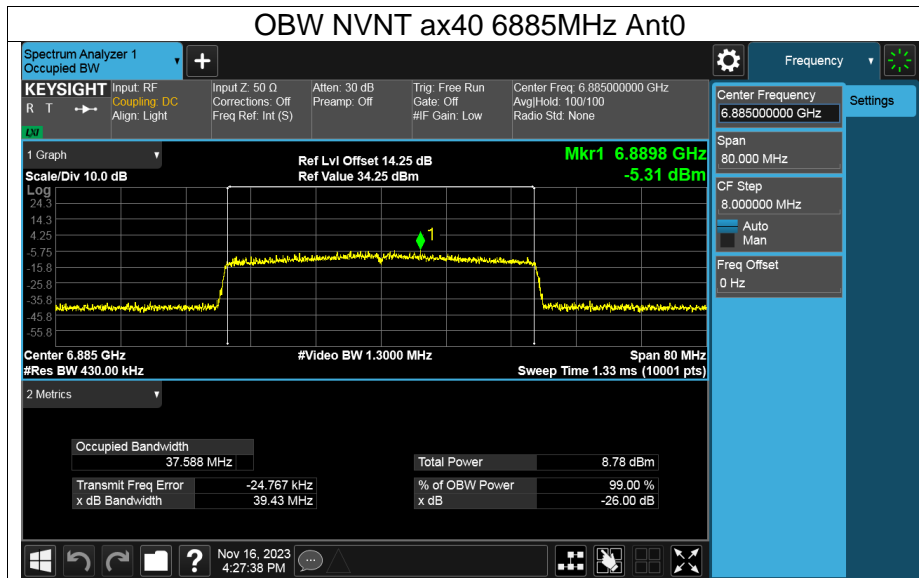 OBW NVNT ax40 6885MHz Ant0
Spectrum Analyzer 1
Occupied BW
+
Frequency
KEYSIGHT
R T
LXI
Input: RF
Coupling: DC
Align: Light
Input Z: 50 Ω
Corrections: Off
Freq Ref: Int (S)
Atten: 30 dB
Preamp: Off
Trig: Free Run
Gate: Off
#IF Gain: Low
Center Freq: 6.885000000 GHz
Avg|Hold: 100/100
Radio Std: None
Center Frequency
6.885000000 GHz
Settings
Span
80.000 MHz
CF Step
8.000000 MHz
Auto
Man
Freq Offset
0 Hz
1 Graph
Ref Lvl Offset 14.25 dB
Mkr1 6.8898 GHz
Scale/Div 10.0 dB
Ref Value 34.25 dBm
-5.31 dBm
Log
24.3
14.3
4.25
-5.75
-15.8
-25.8
-35.8
-45.8
-55.8
1
Center 6.885 GHz
#Video BW 1.3000 MHz
Span 80 MHz
#Res BW 430.00 kHz
Sweep Time 1.33 ms (10001 pts)
2 Metrics
Occupied Bandwidth
37.588 MHz
Total Power 8.78 dBm
Transmit Freq Error -24.767 kHz
% of OBW Power 99.00 %
x dB Bandwidth 39.43 MHz
x dB -26.00 dB
?
Nov 16, 2023
4:27:38 PM